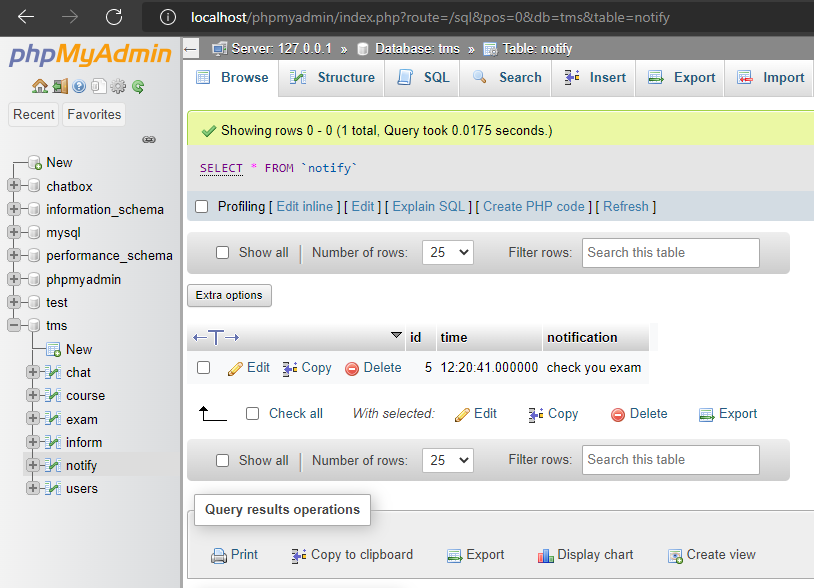 localhost/phpmyadmin/index.php?route=/sql&pos=0&db=tms&table=notify
phpMyAdmin
Recent Favorites
New
chatbox
information_schema
mysql
performance_schema
phpmyadmin
test
tms
New
chat
course
exam
inform
notify
users
Server: 127.0.0.1 » Database: tms » Table: notify
Browse Structure SQL Search Insert Export Import
Showing rows 0 - 0 (1 total, Query took 0.0175 seconds.)
SELECT * FROM `notify`
Profiling [ Edit inline ] [ Edit ] [ Explain SQL ] [ Create PHP code ] [ Refresh ]
Show all | Number of rows: 25 Filter rows: Search this table
Extra options
←T→ id time notification
Edit Copy Delete 5 12:20:41.000000 check you exam
Check all With selected: Edit Copy Delete Export
Show all | Number of rows: 25 Filter rows: Search this table
Query results operations
Print Copy to clipboard Export Display chart Create view